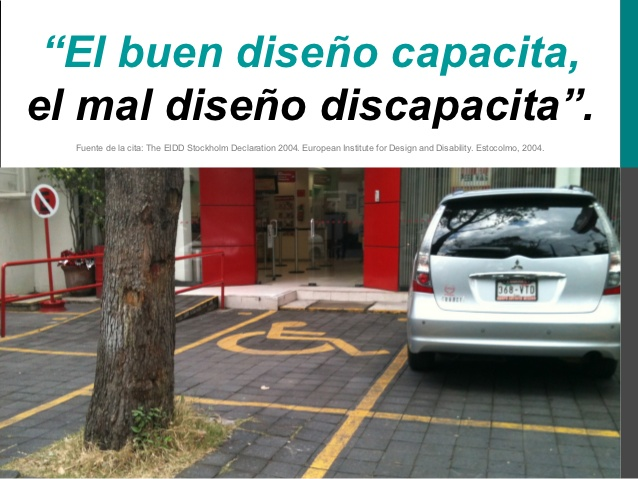 “El buen diseño capacita,
el mal diseño discapacita”.
Fuente de la cita: The EIDD Stockholm Declaration 2004. European Institute for Design and Disability. Estocolmo, 2004.
368-VTD